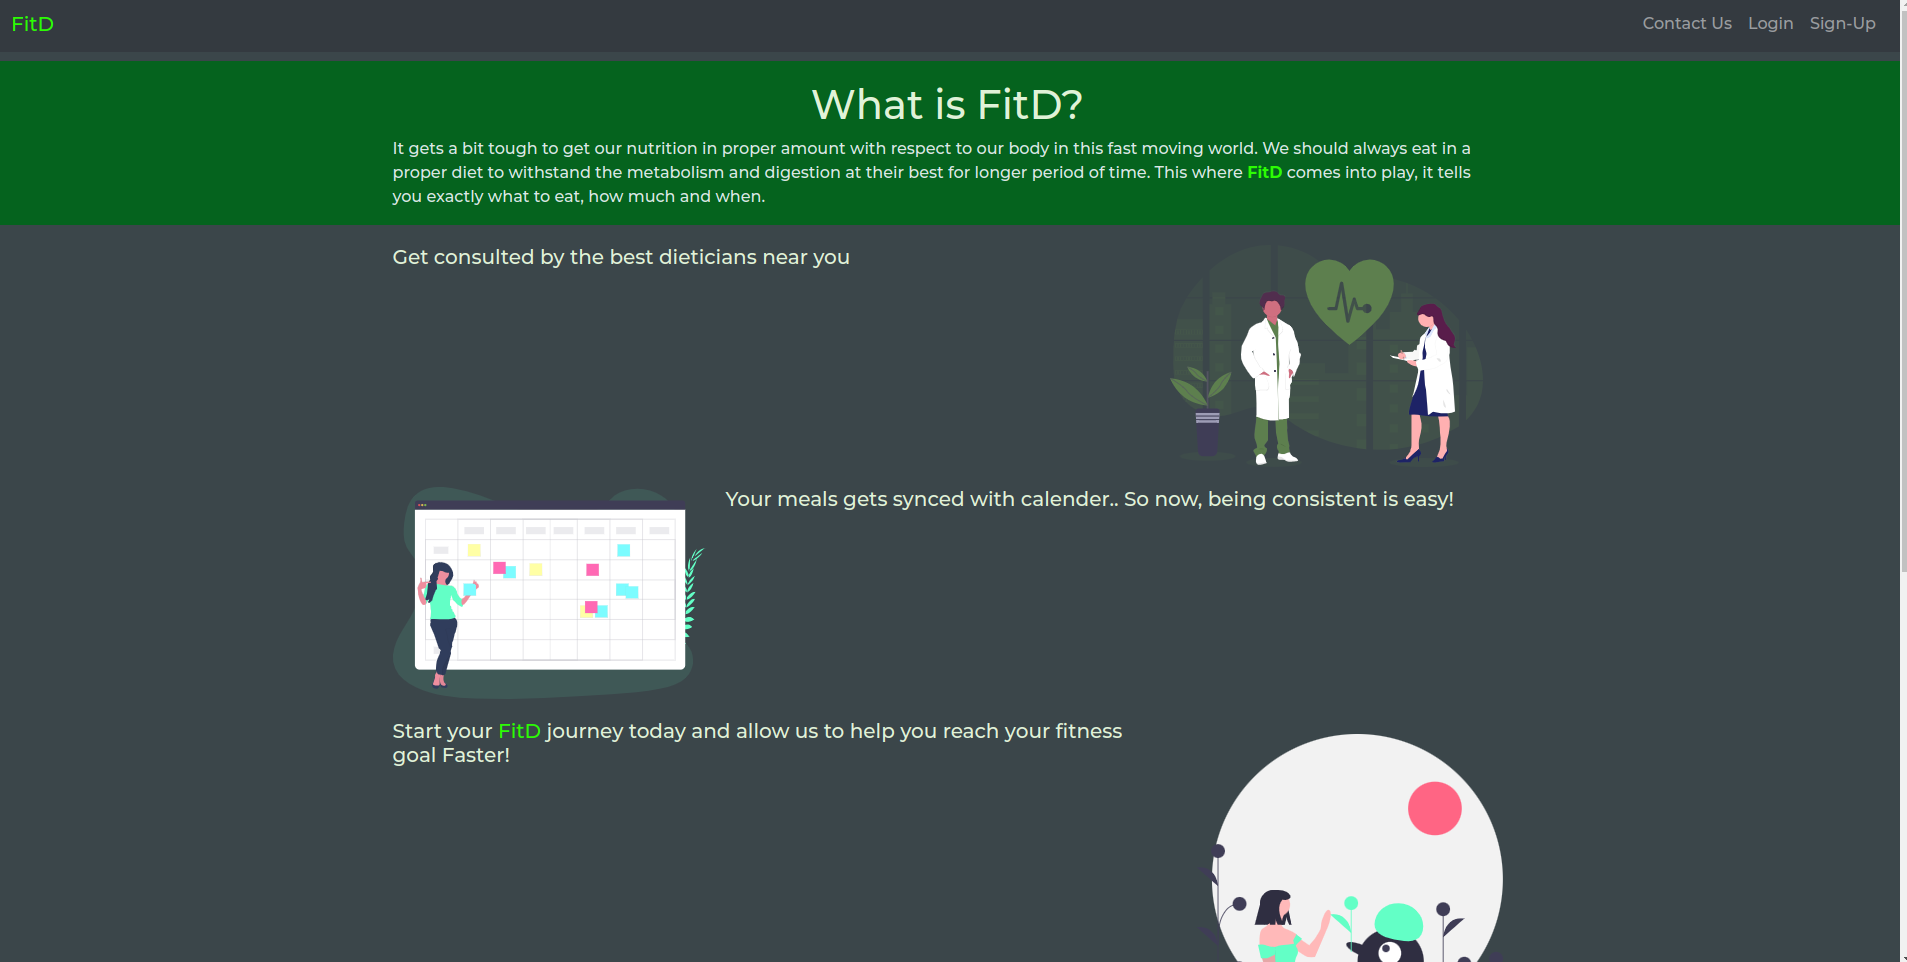 FitD
Contact Us Login Sign-Up
What is FitD?
It gets a bit tough to get our nutrition in proper amount with respect to our body in this fast moving world. We should always eat in a
proper diet to withstand the metabolism and digestion at their best for longer period of time. This where FitD comes into play, it tells
you exactly what to eat, how much and when.
Get consulted by the best dieticians near you
Your meals gets synced with calender.. So now, being consistent is easy!
Start your FitD journey today and allow us to help you reach your fitness
goal Faster!